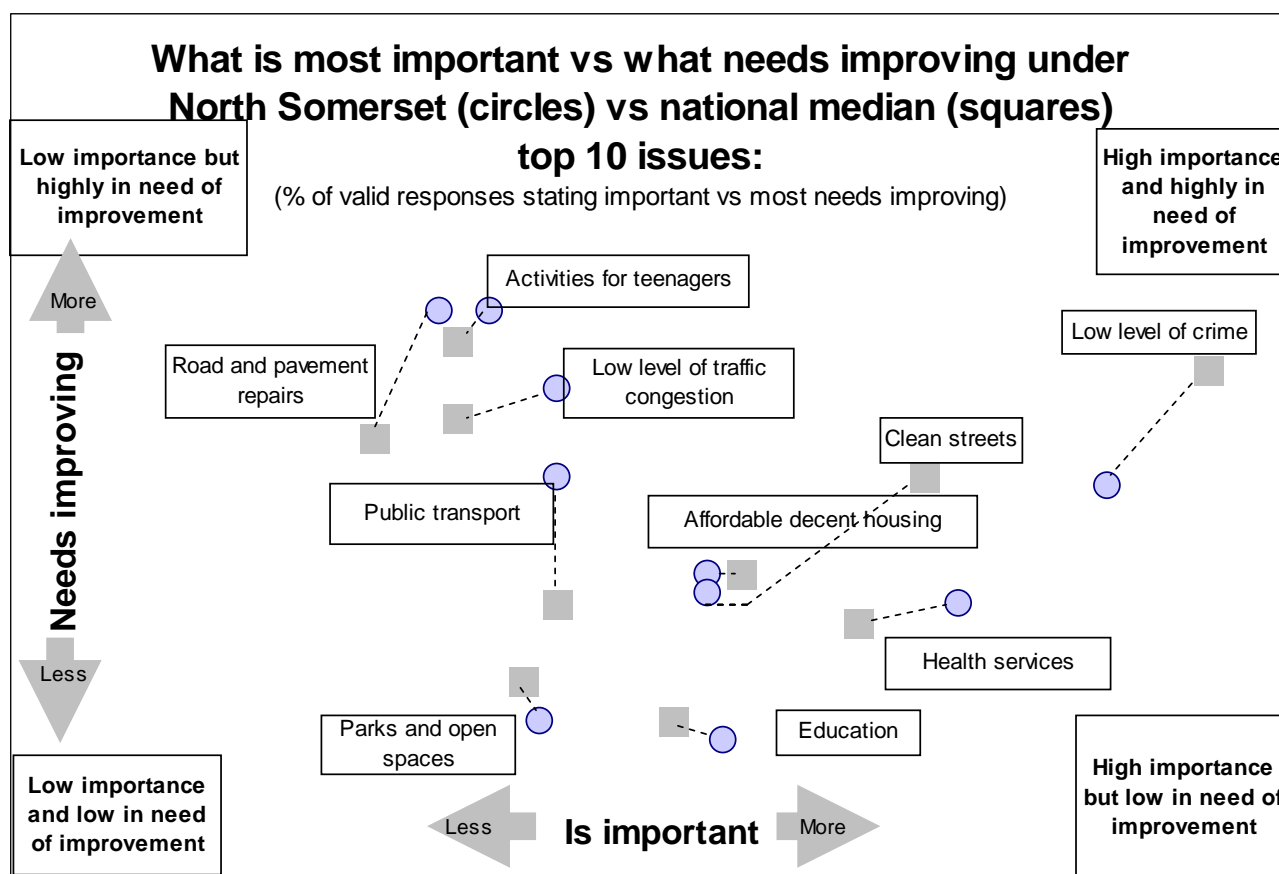 What is most important vs what needs improving under
North Somerset (circles) vs national median (squares)
top 10 issues:
(% of valid responses stating important vs most needs improving)
Low importance but
highly in need of
improvement
High importance
and highly in
need of
improvement
More
Needs improving
Less
Activities for teenagers
Road and pavement
repairs
Low level of traffic
congestion
Low level of crime
Clean streets
Public transport
Affordable decent housing
Health services
Parks and open
spaces
Education
Low importance
and low in need
of improvement
Less
Is important
More
High importance
but low in need of
improvement